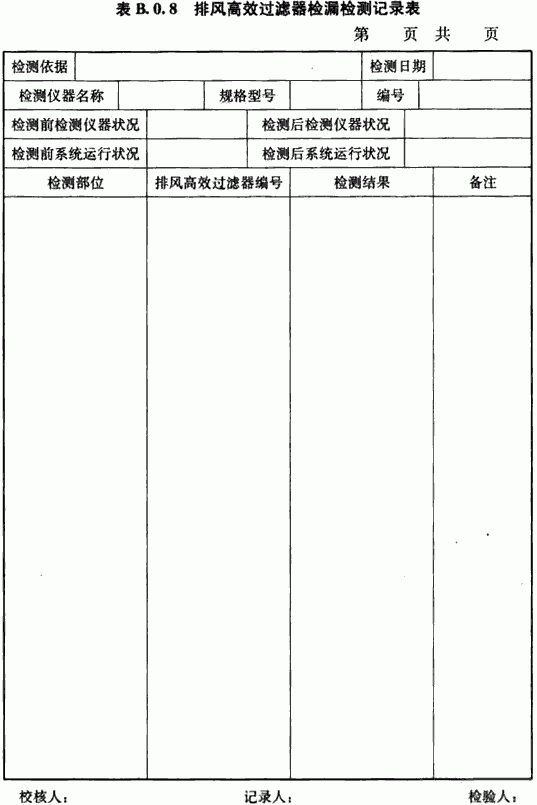 表 B.0.8 排风高效过滤器检漏检测记录表
第 页 共 页
检测依据 检测日期
检测仪器名称 规格型号 编号
检测前检测仪器状况 检测后检测仪器状况
检测前系统运行状况 检测后系统运行状况
检测部位 排风高效过滤器编号 检测结果 备注
校核人： 记录人： 检验人：